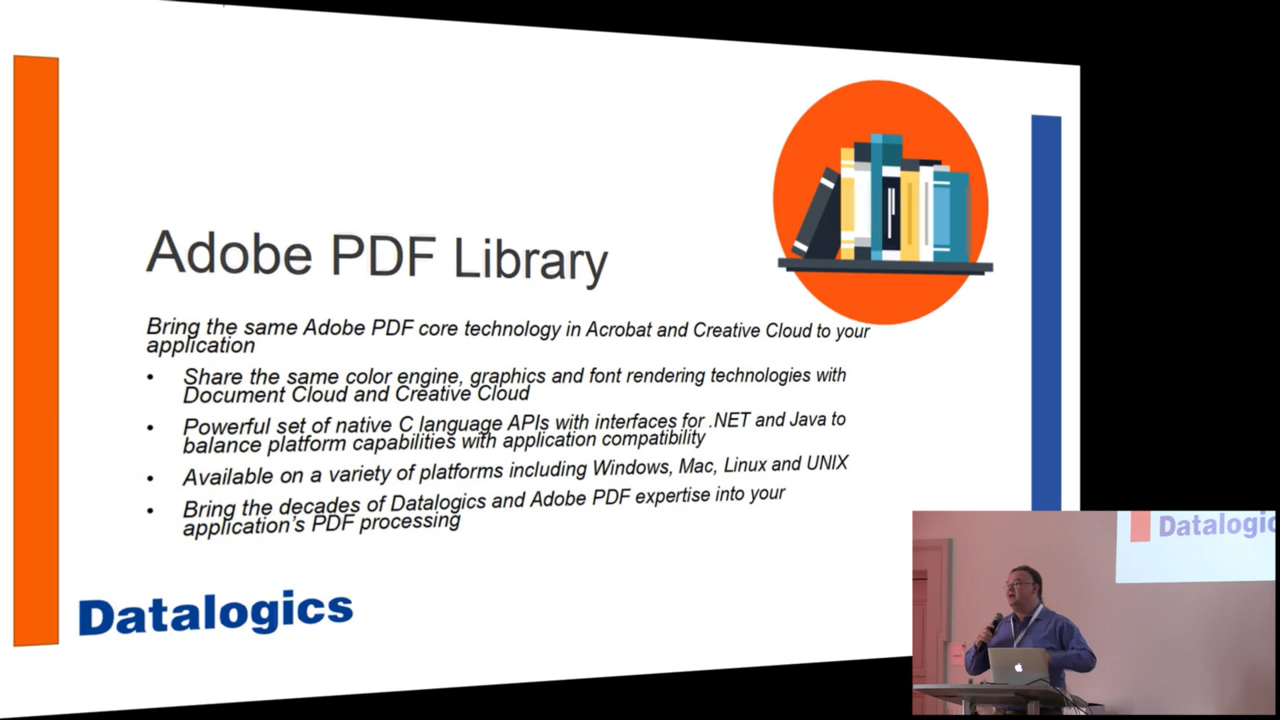 Adobe PDF Library
Bring the same Adobe PDF core technology in Acrobat and Creative Cloud to your
application
• Share the same color engine, graphics and font rendering technologies with
Document Cloud and Creative Cloud
• Powerful set of native C language APIs with interfaces for .NET and Java to
balance platform capabilities with application compatibility
• Available on a variety of platforms including Windows, Mac, Linux and UNIX
• Bring the decades of Datalogics and Adobe PDF expertise into your
application's PDF processing
Datalogics
Datalogic